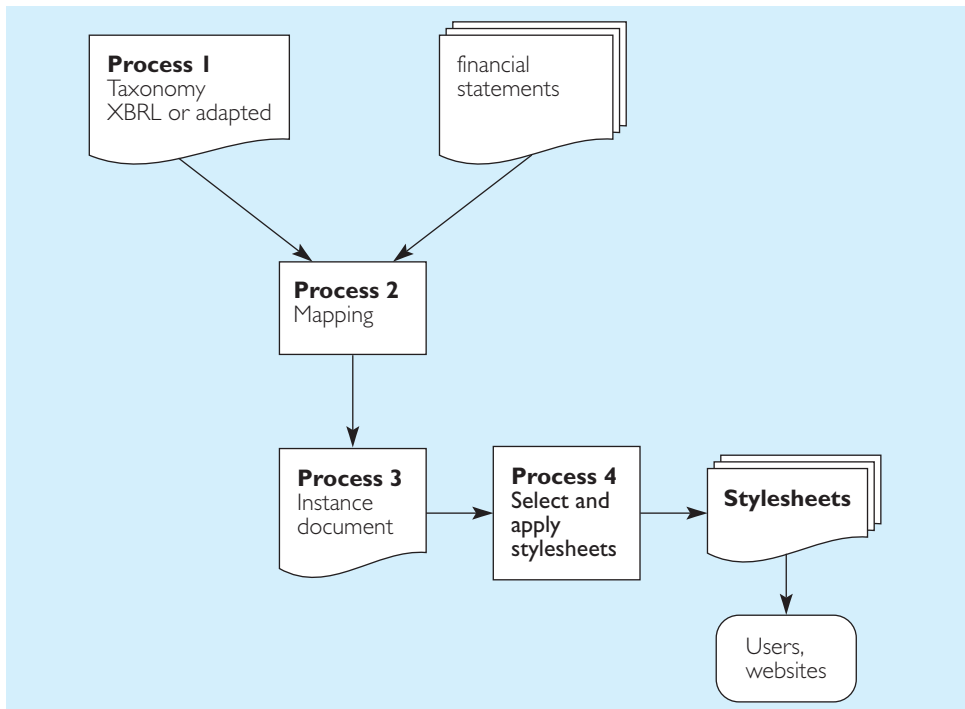 Process 1
Taxonomy
XBRL or adapted
financial
statements
Process 2
Mapping
Process 3
Instance
document
Process 4
Select and
apply
stylesheets
Stylesheets
Users,
websites